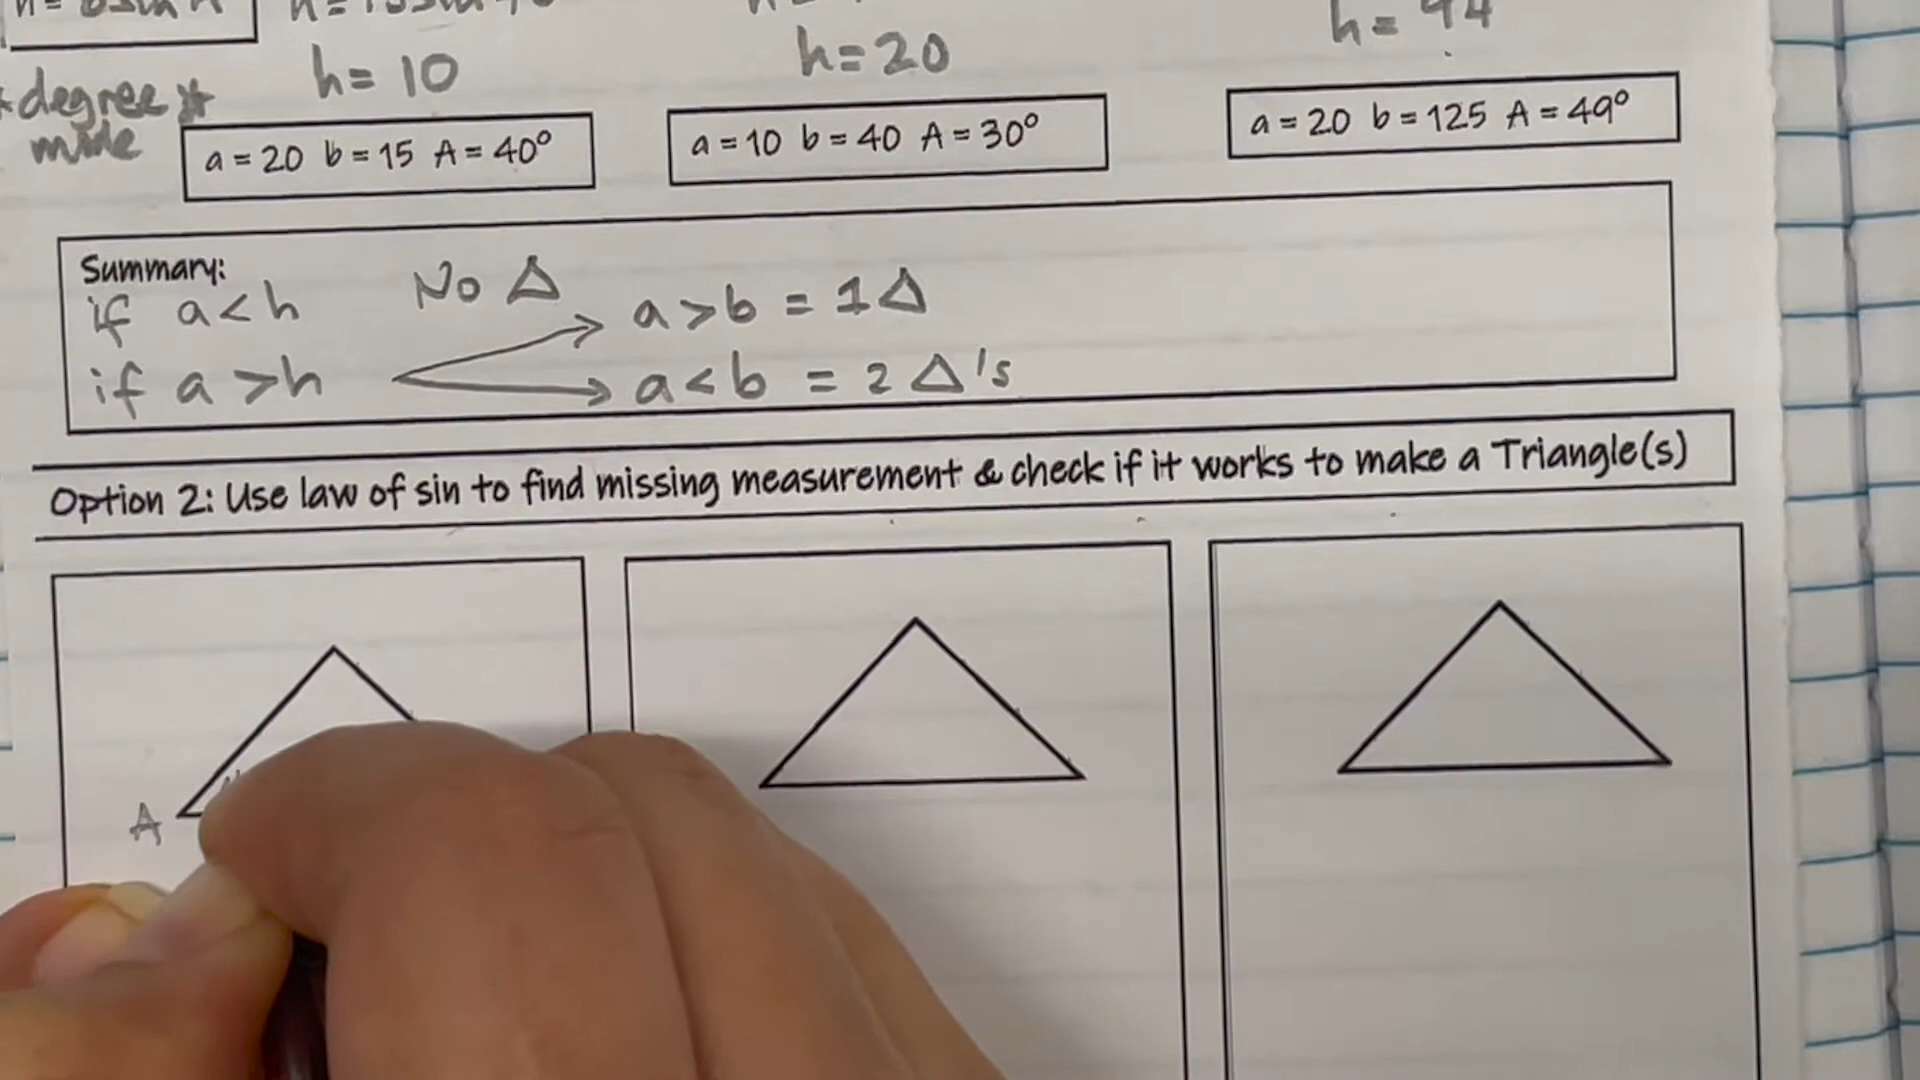 h = 10
h = 20
h = 94
*degree*
mode
a = 20 b = 15 A = 40°
a = 10 b = 40 A = 30°
a = 20 b = 125 A = 49°
Summary:
if a < h No Δ
if a > h
a > b = 1 Δ
a < b = 2 Δ's
Option 2: Use law of sin to find missing measurement & check if it works to make a Triangle(s)
A